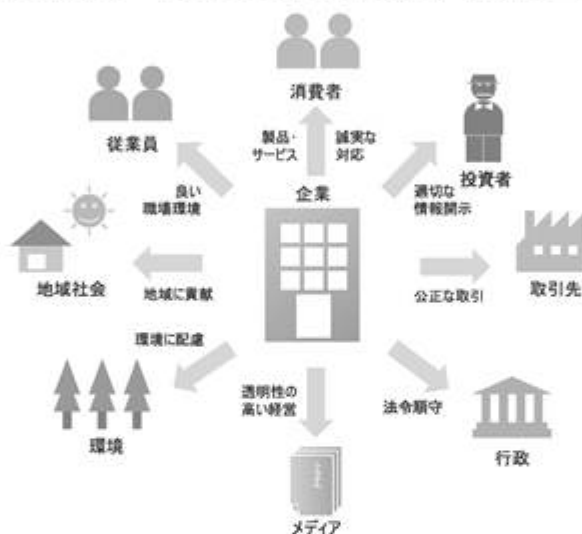 消費者
従業員
製品・
サービス
誠実な
対応
投資者
良い
職場環境
企業
適切な
情報開示
地域社会
地域に貢献
公正な取引
取引先
環境に配慮
環境
透明性の
高い経営
法令順守
行政
メディア